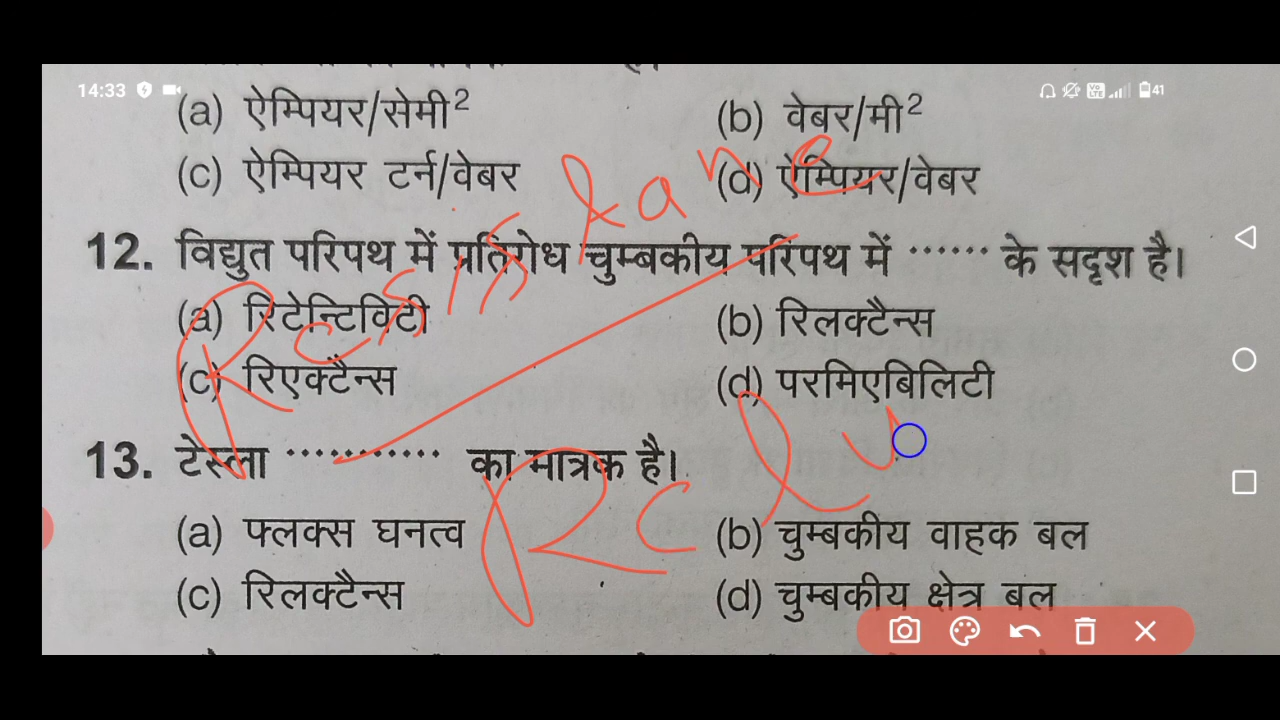 14:33 41
(a) ऐम्पियर/सेमी² (b) वेबर/मी²
(c) ऐम्पियर टर्न/वेबर (d) ऐम्पियर/वेबर
12. विद्युत परिपथ में प्रतिरोध चुम्बकीय परिपथ में ...... के सदृश है।
(a) रिटेन्टिविटी (b) रिलक्टैन्स
(c) रिएक्टैन्स (d) परमिएबिलिटी
13. टेस्ला ........... का मात्रक है।
(a) फ्लक्स घनत्व (b) चुम्बकीय वाहक बल
(c) रिलक्टैन्स (d) चुम्बकीय क्षेत्र बल